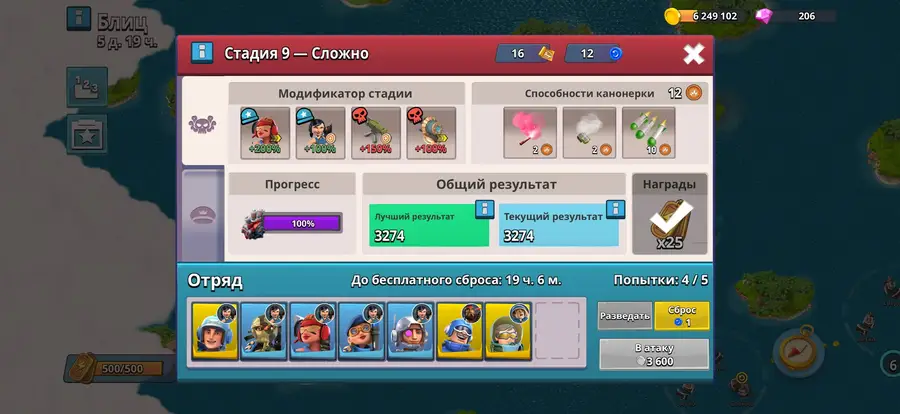 Блиц
5 д. 19 ч.
6 249 102
206
Стадия 9 — Сложно
16
12
Модификатор стадии
+200%
+100%
+150%
+100%
Способности канонерки
12
2
2
10
Прогресс
100%
Общий результат
Лучший результат
3274
Текущий результат
3274
Награды
x25
Отряд
До бесплатного сброса: 19 ч. 6 м.
Попытки: 4 / 5
Разведать
Сброс
1
В атаку
3 600
500/500
6